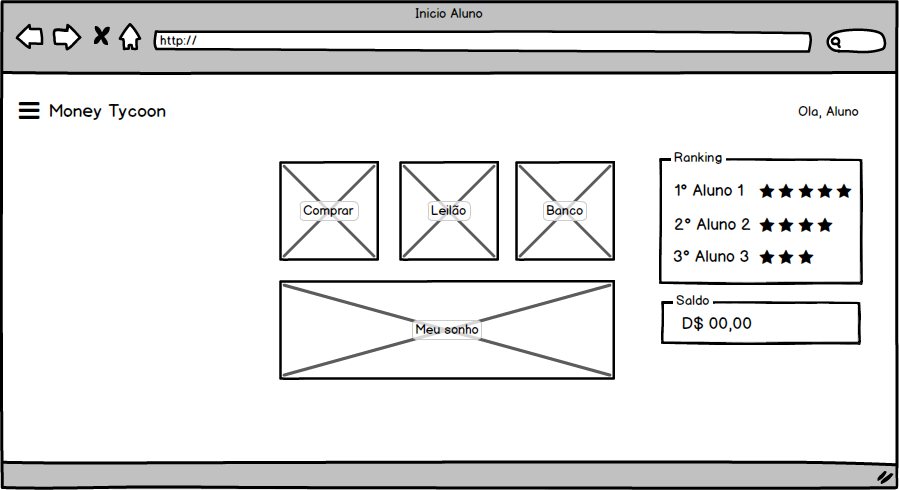 Inicio Aluno
http://
Money Tycoon
Ola, Aluno
Comprar
Leilão
Banco
Meu sonho
Ranking
1º Aluno 1
2º Aluno 2
3º Aluno 3
Saldo
D$ 00,00